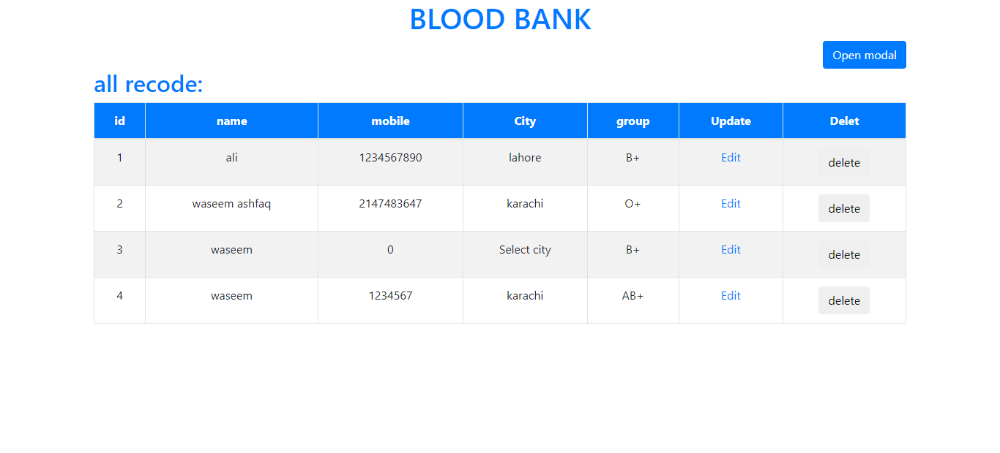 BLOOD BANK
Open modal
all recode:
id name mobile City group Update Delet
1 ali 1234567890 lahore B+ Edit delete
2 waseem ashfaq 2147483647 karachi O+ Edit delete
3 waseem 0 Select city B+ Edit delete
4 waseem 1234567 karachi AB+ Edit delete